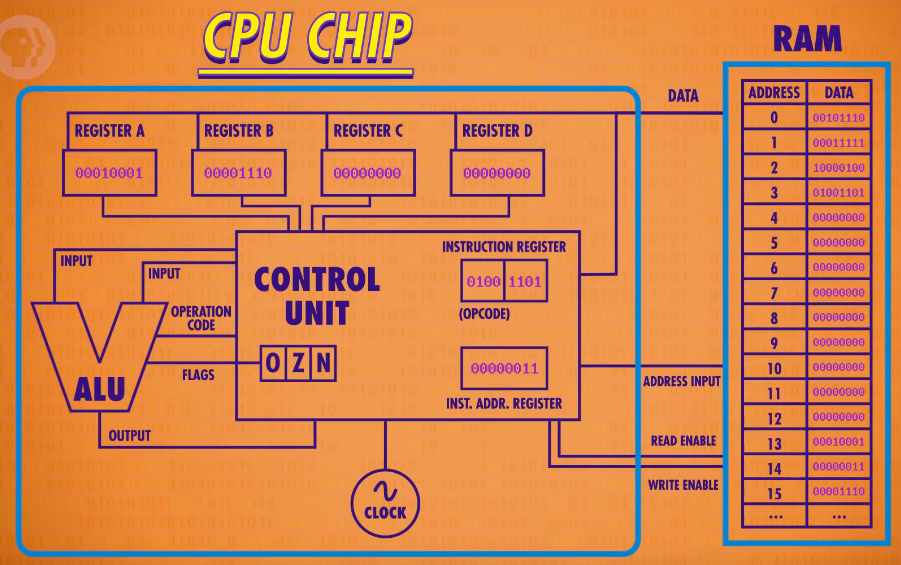 CPU CHIP
RAM
DATA
ADDRESS DATA
0 00101110
1 00011111
2 10000100
3 01001101
4 00000000
5 00000000
6 00000000
7 00000000
8 00000000
9 00000000
10 00000000
11 00000000
12 00000000
13 00010001
14 00000011
15 00001110
... ...
REGISTER A
00010001
REGISTER B
00001110
REGISTER C
00000000
REGISTER D
00000000
INPUT
INPUT
OPERATION
CODE
FLAGS
ALU
OUTPUT
CONTROL
UNIT
O Z N
INSTRUCTION REGISTER
0100 1101
(OPCODE)
00000011
INST. ADDR. REGISTER
CLOCK
ADDRESS INPUT
READ ENABLE
WRITE ENABLE